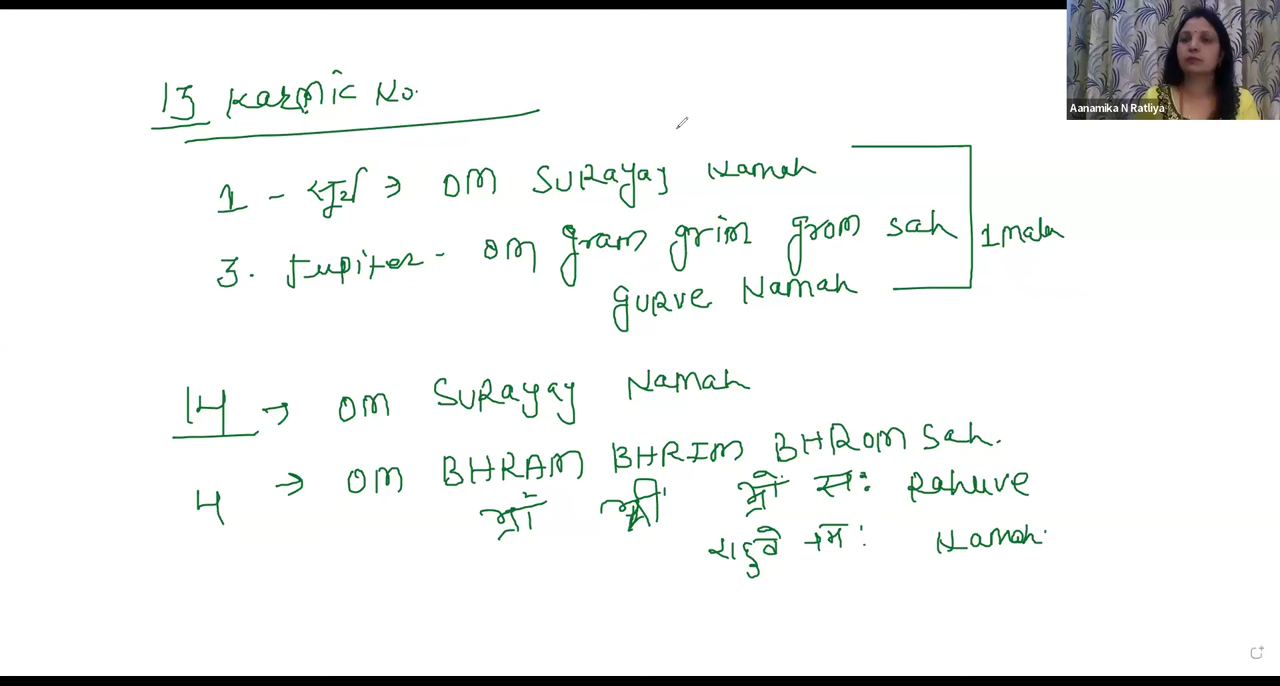 Aanamika N Ratliya
13 Karmic No.
1 - सूर्य → OM SURAYAY Namah
3. Jupiter - OM gram grim grom sah
gurve Namah
1 mala
14 → OM SURAYAY Namah
4 → OM BHRAM BHRIM BHROM Sah.
भ्रां भ्रीं भ्रों सः Rahuve
राहुवे नमः Namah.